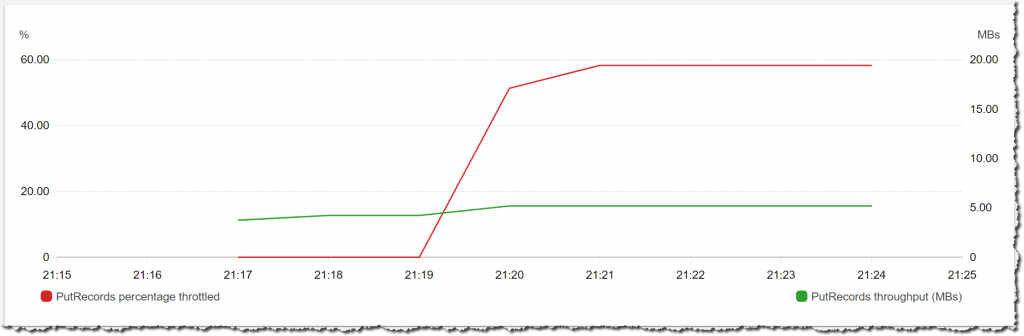 % MBs
60.00 20.00
15.00
40.00
10.00
20.00
5.00
0 0
21:15 21:16 21:17 21:18 21:19 21:20 21:21 21:22 21:23 21:24 21:25
PutRecords percentage throttled PutRecords throughput (MBs)